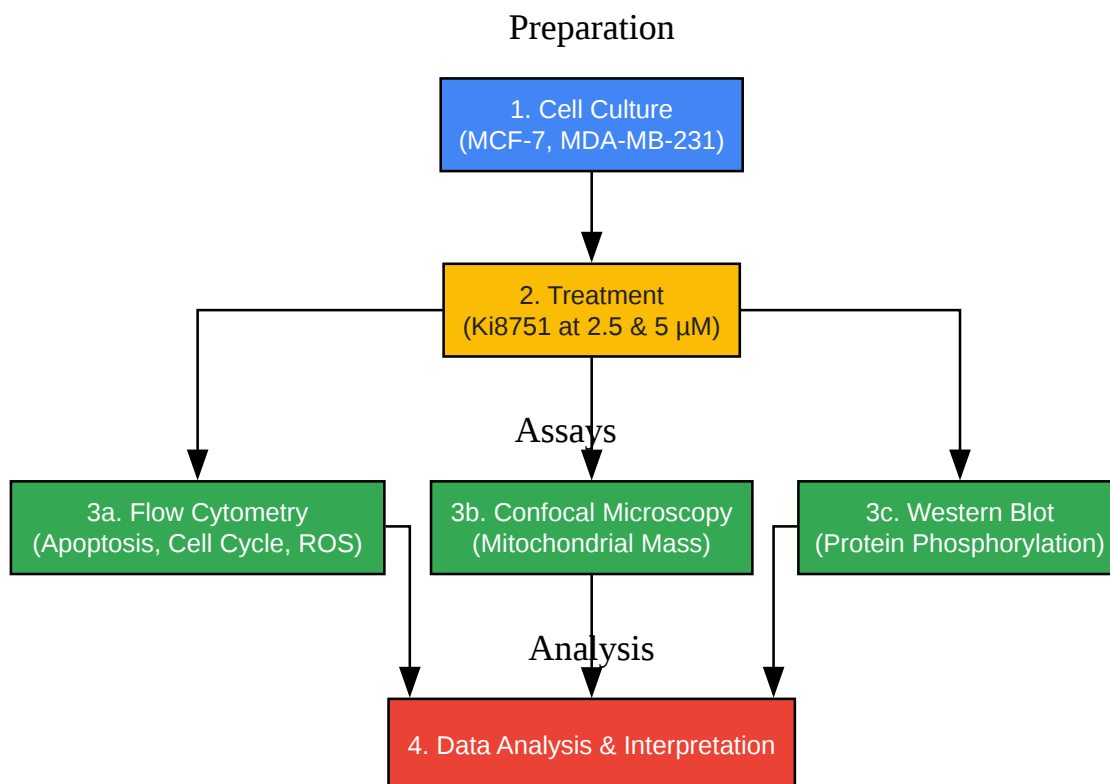 Preparation
1. Cell Culture
(MCF-7, MDA-MB-231)
2. Treatment
(Ki8751 at 2.5 & 5 µM)
Assays
3a. Flow Cytometry
(Apoptosis, Cell Cycle, ROS)
3b. Confocal Microscopy
(Mitochondrial Mass)
3c. Western Blot
(Protein Phosphorylation)
Analysis
4. Data Analysis & Interpretation